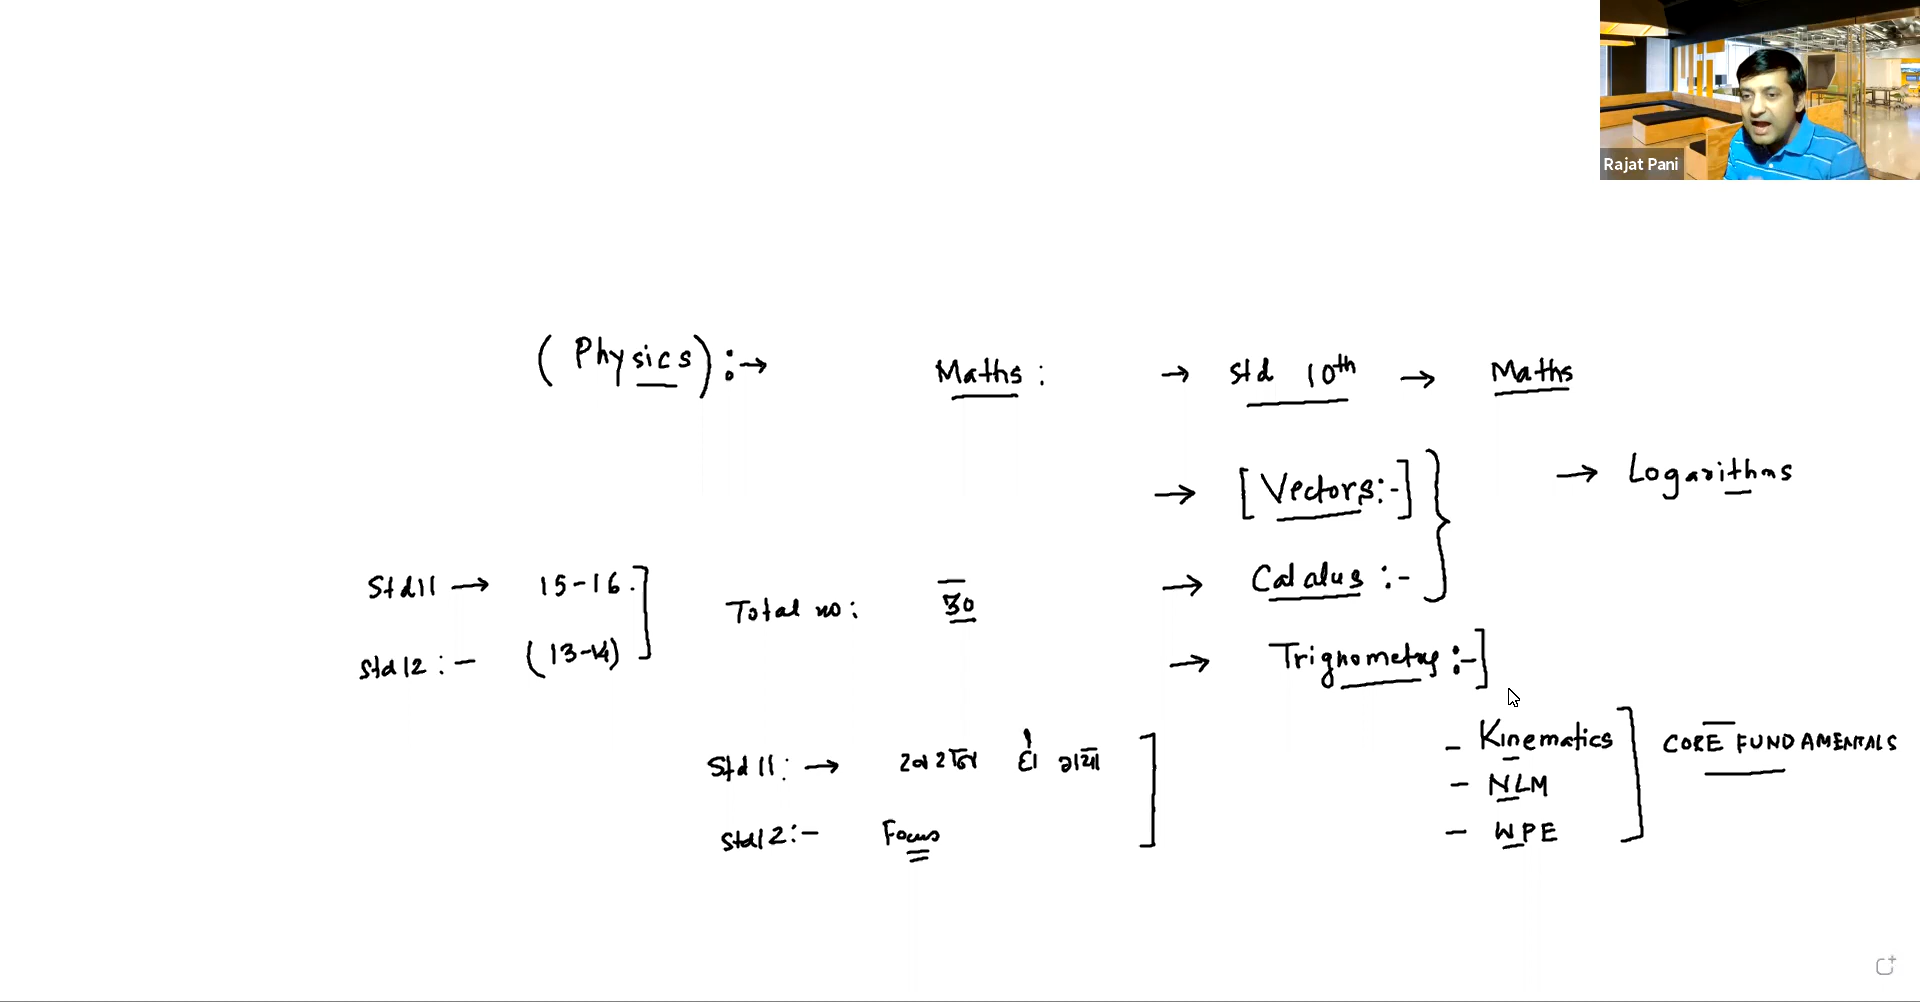 Rajat Pani
(Physics) :→ Maths : → std 10th → Maths
→ [Vectors:-] → Logarithms
Std 11 → 15-16.
Total no: 30
→ Calalus :-
Std 12 :- (13-14)
→ Trignometry :-]
- Kinematics
CORE FUNDAMENTALS
Std 11: →
- NLM
Std 12:- Focus
- WPE